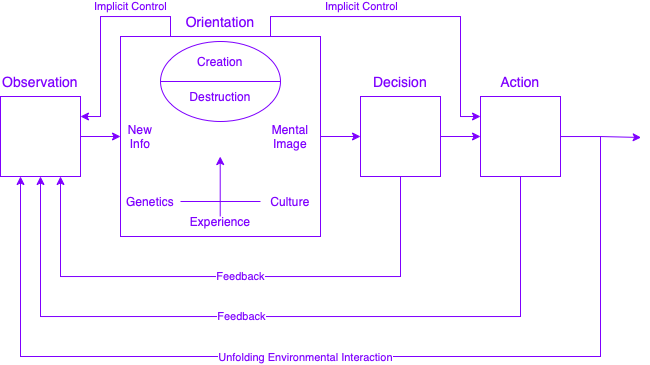 Implicit Control
Implicit Control
Orientation
Observation
Creation
Destruction
Decision
Action
New
Info
Mental
Image
Genetics
Culture
Experience
Feedback
Feedback
Unfolding Environmental Interaction